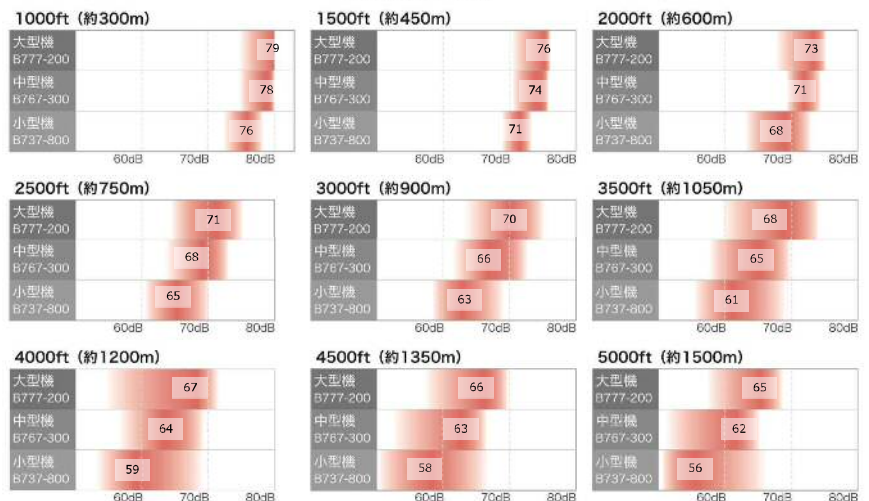 1000ft（約300m）
大型機
B777-200
79
中型機
B767-300
78
小型機
B737-800
76
60dB 70dB 80dB
1500ft（約450m）
大型機
B777-200
76
中型機
B767-300
74
小型機
B737-800
71
60dB 70dB 80dB
2000ft（約600m）
大型機
B777-200
73
中型機
B767-300
71
小型機
B737-800
68
60dB 70dB 80dB
2500ft（約750m）
大型機
B777-200
71
中型機
B767-300
68
小型機
B737-800
65
60dB 70dB 80dB
3000ft（約900m）
大型機
B777-200
70
中型機
B767-300
66
小型機
B737-800
63
60dB 70dB 80dB
3500ft（約1050m）
大型機
B777-200
68
中型機
B767-300
65
小型機
B737-800
61
60dB 70dB 80dB
4000ft（約1200m）
大型機
B777-200
67
中型機
B767-300
64
小型機
B737-800
59
60dB 70dB 80dB
4500ft（約1350m）
大型機
B777-200
66
中型機
B767-300
63
小型機
B737-800
58
60dB 70dB 80dB
5000ft（約1500m）
大型機
B777-200
65
中型機
B767-300
62
小型機
B737-800
56
60dB 70dB 80dB